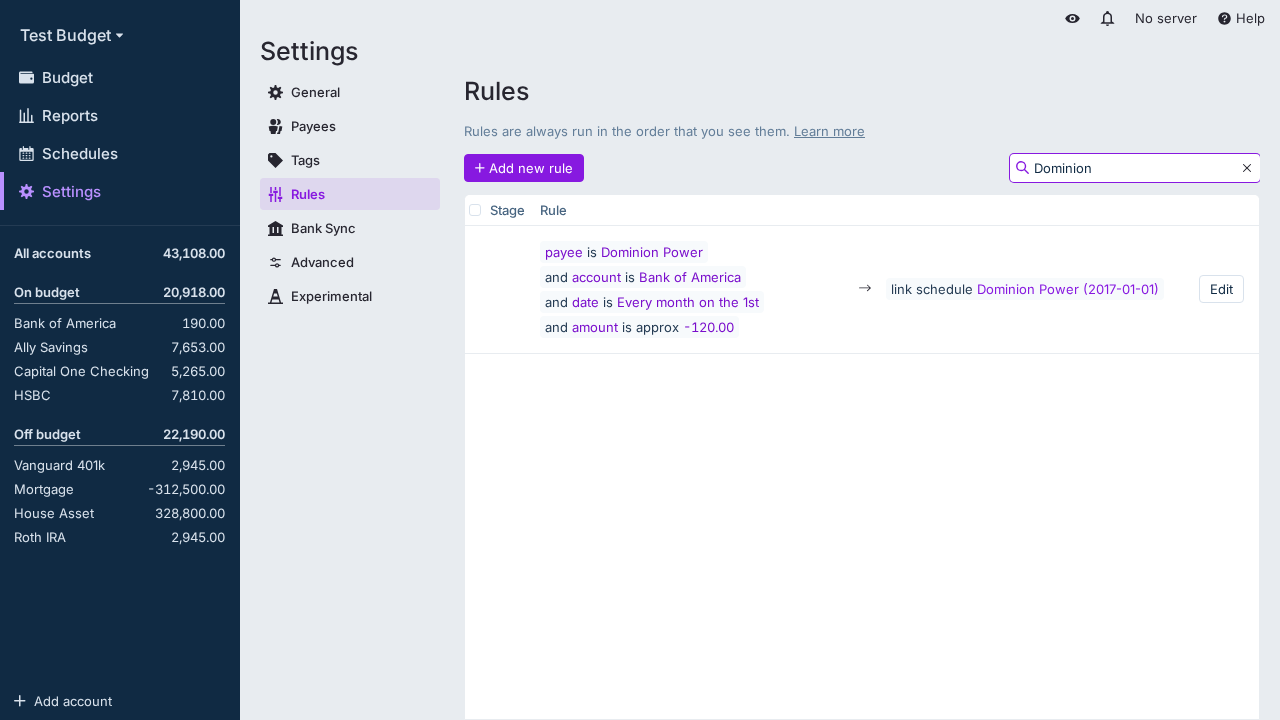 Test Budget
Budget
Reports
Schedules
Settings
All accounts 43,108.00
On budget 20,918.00
Bank of America 190.00
Ally Savings 7,653.00
Capital One Checking 5,265.00
HSBC 7,810.00
Off budget 22,190.00
Vanguard 401k 2,945.00
Mortgage -312,500.00
House Asset 328,800.00
Roth IRA 2,945.00
Add account
No server Help
Settings
General
Payees
Tags
Rules
Bank Sync
Advanced
Experimental
Rules
Rules are always run in the order that you see them. Learn more
Add new rule
Dominion
Stage Rule
payee is Dominion Power
and account is Bank of America
and date is Every month on the 1st
and amount is approx -120.00
→ link schedule Dominion Power (2017-01-01)
Edit